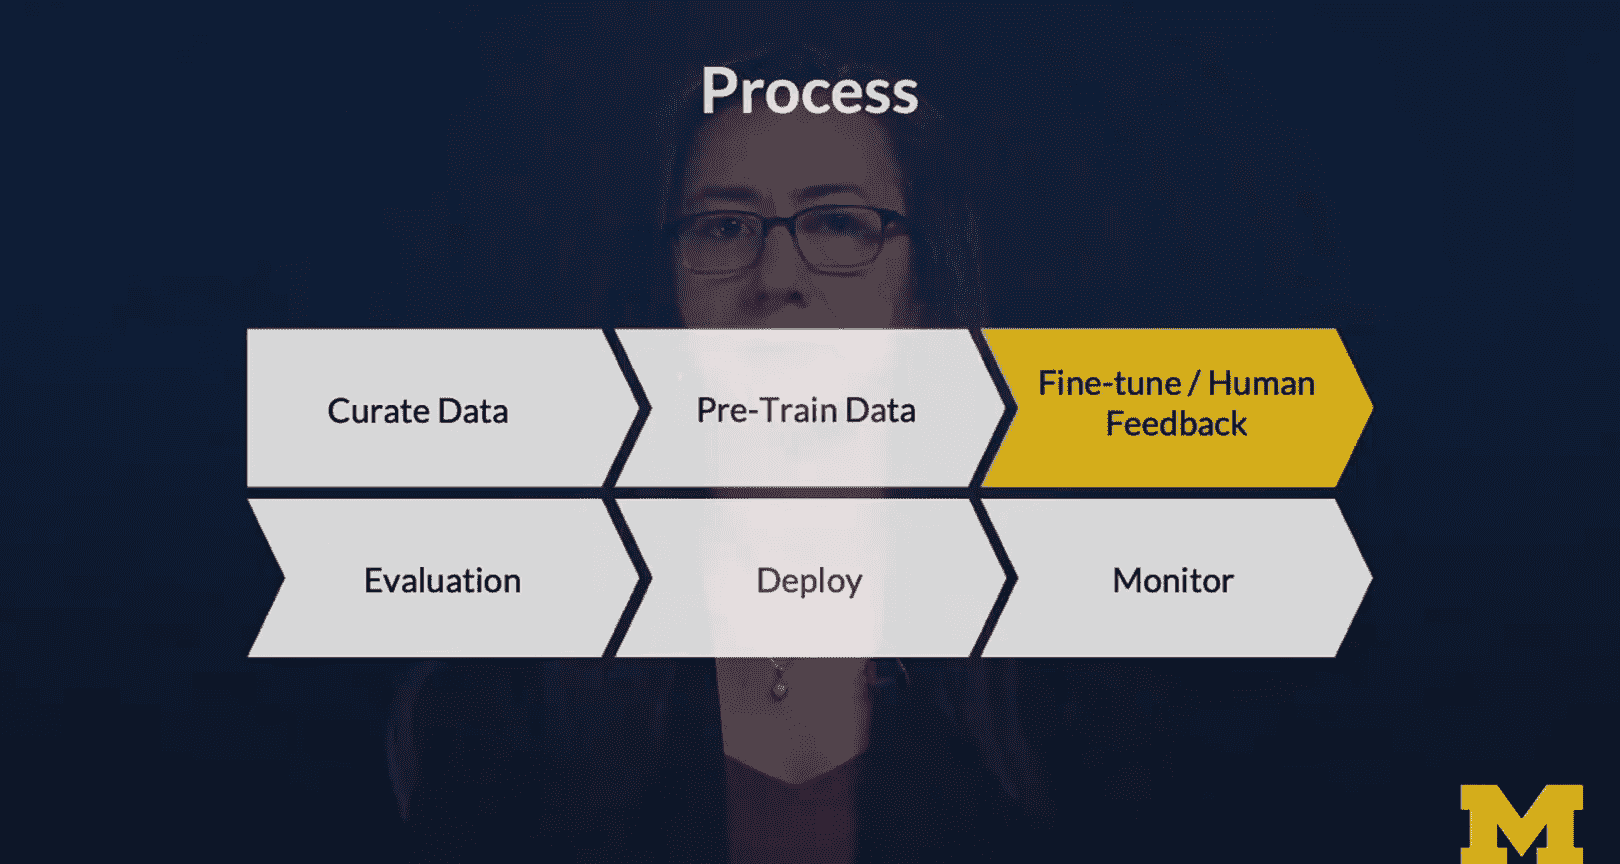 Process
Curate Data
Pre-Train Data
Fine-tune / Human
Feedback
Evaluation
Deploy
Monitor
M